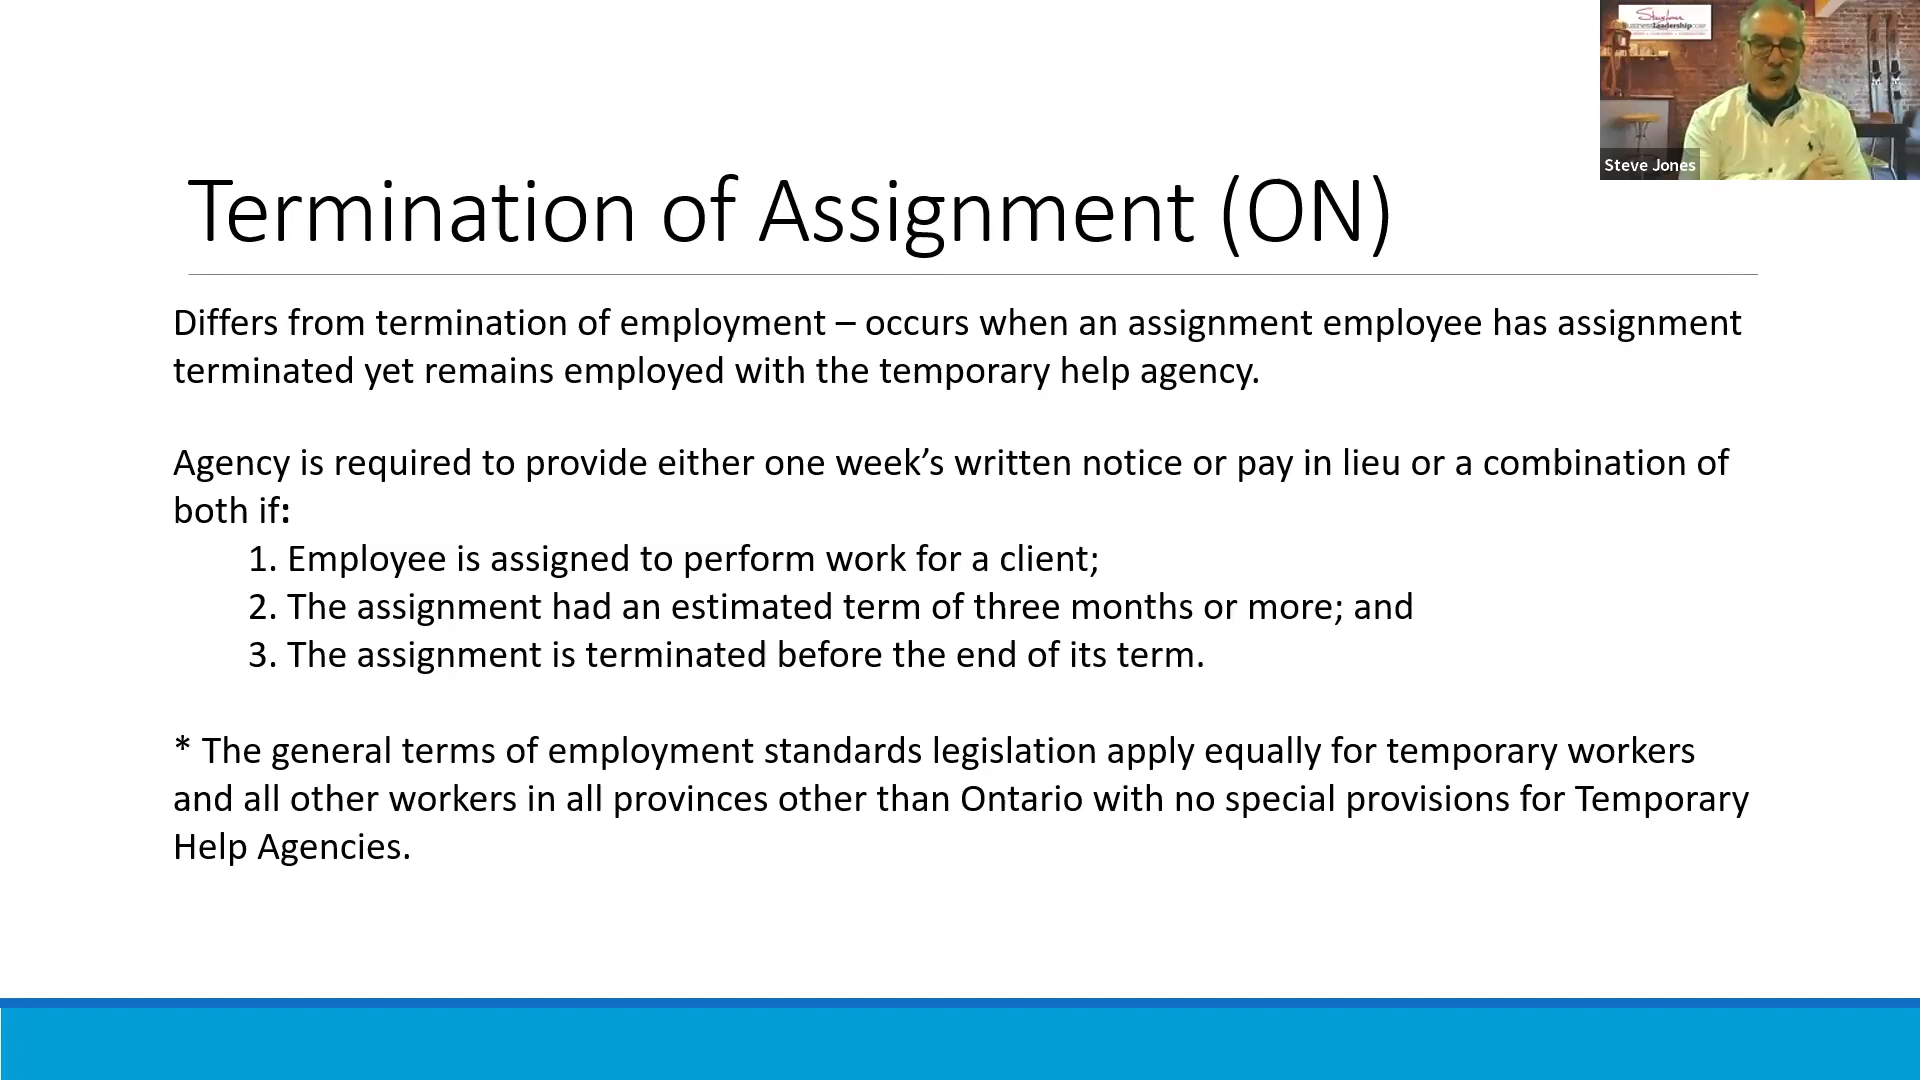 Termination of Assignment (ON)
Steve Jones
Differs from termination of employment – occurs when an assignment employee has assignment
terminated yet remains employed with the temporary help agency.
Agency is required to provide either one week’s written notice or pay in lieu or a combination of
both if:
1. Employee is assigned to perform work for a client;
2. The assignment had an estimated term of three months or more; and
3. The assignment is terminated before the end of its term.
* The general terms of employment standards legislation apply equally for temporary workers
and all other workers in all provinces other than Ontario with no special provisions for Temporary
Help Agencies.